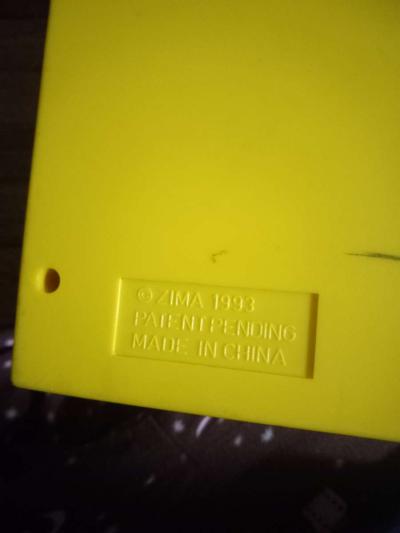 © ZIMA 1993
PATENT PENDING
MADE IN CHINA